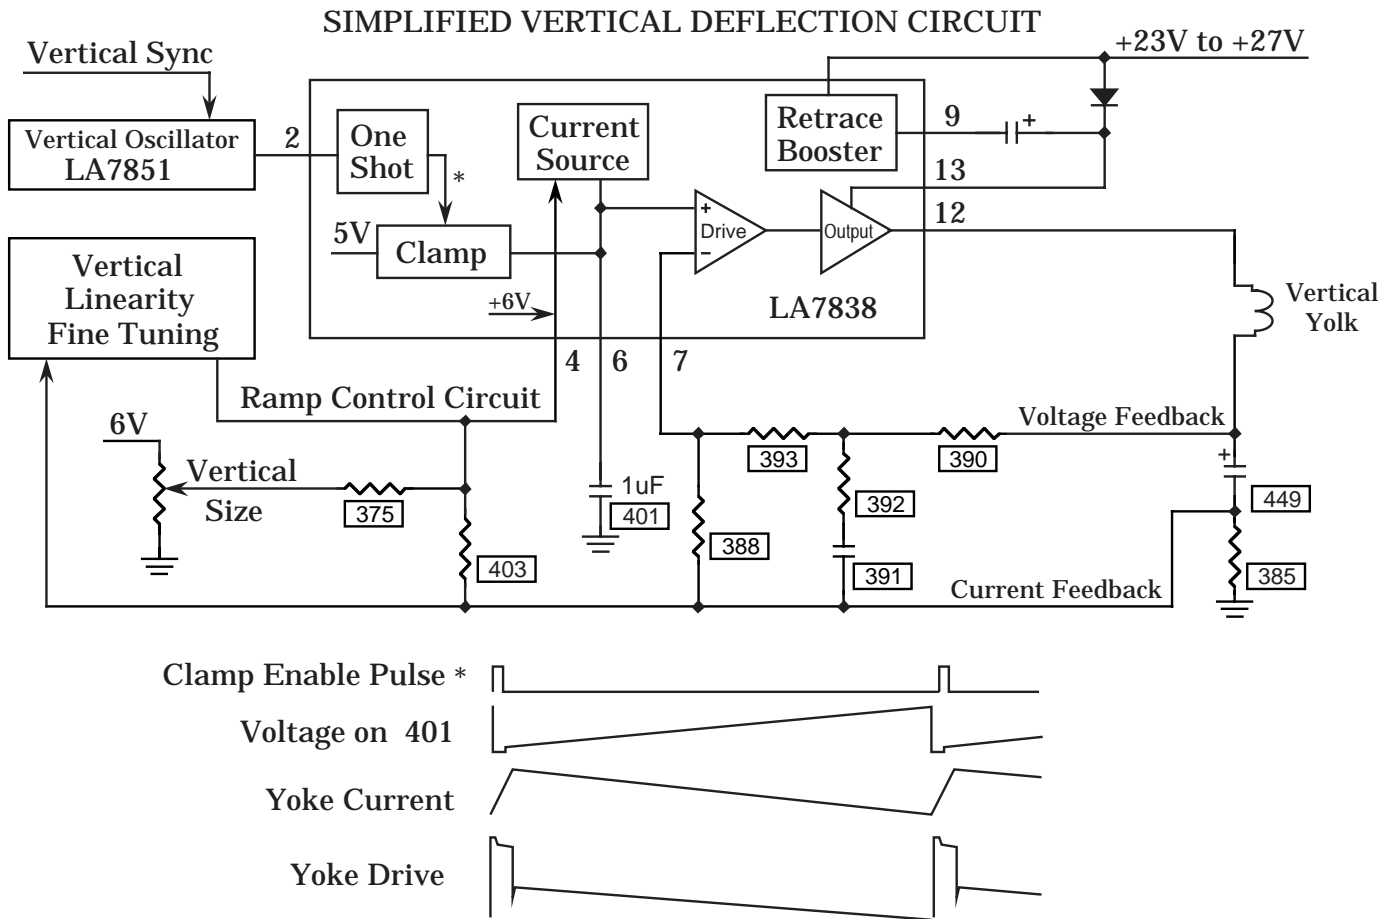 SIMPLIFIED VERTICAL DEFLECTION CIRCUIT
+23V to +27V
Vertical Sync
Vertical Oscillator
LA7851
2
One
Shot
*
Current
Source
Retrace
Booster
9
+
13
12
5V
Clamp
+
Drive
−
Output
+6V
LA7838
Vertical
Linearity
Fine Tuning
Vertical
Yolk
4
6
7
Ramp Control Circuit
Voltage Feedback
6V
Vertical
Size
375
403
1uF
401
393
390
392
388
391
+
449
385
Current Feedback
Clamp Enable Pulse *
Voltage on 401
Yoke Current
Yoke Drive